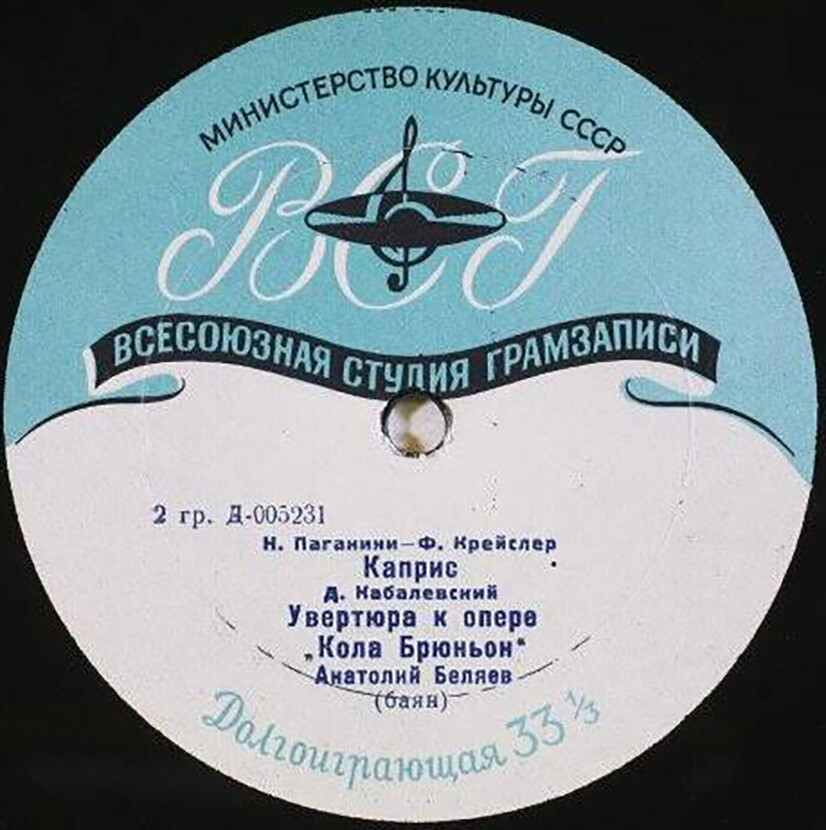 МИНИСТЕРСТВО КУЛЬТУРЫ СССР
ВСГ
ВСЕСОЮЗНАЯ СТУДИЯ ГРАМЗАПИСИ
2 гр. Д-005231
Н. Паганини—Ф. Крейслер
Каприс
Д. Кабалевский
Увертюра к опере
„Кола Брюньон“
Анатолий Беляев
(баян)
Долгоиграющая 33 ⅓